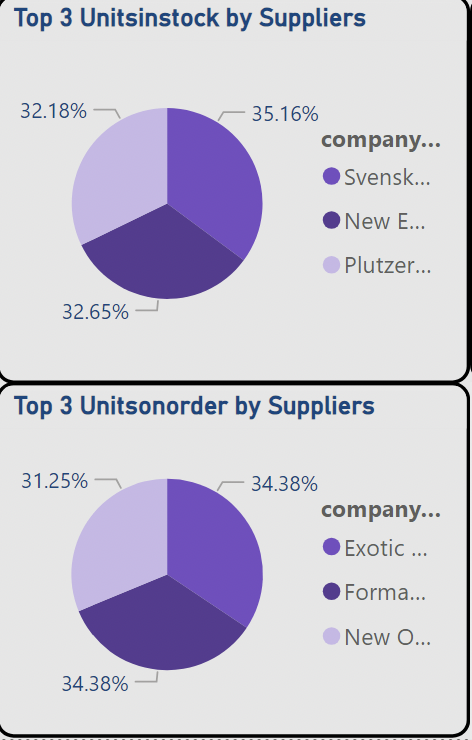 Top 3 Unitsinstock by Suppliers
32.18%
35.16%
company...
Svensk...
New E...
Plutzer...
32.65%
Top 3 Unitsonorder by Suppliers
31.25%
34.38%
company...
Exotic ...
Forma...
New O...
34.38%